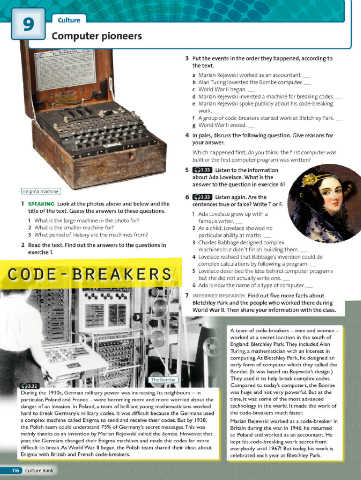 9
Culture
Computer pioneers
Enigma machine
1 SPEAKING Look at the photos above and below and the
title of the text. Guess the answers to these questions.
1 What is the large machine in the photo for?
2 What is the smaller machine for?
3 What period of history are the machines from?
2 Read the text. Find out the answers to the questions in
exercise 1.
3 Put the events in the order they happened, according to
the text.
a Marian Rejewski worked as an accountant.
b Alan Turing invented the Bombe computer.
c World War II began.
d Marian Rejewski invented a machine for breaking codes.
e Marian Rejewski spoke publicly about his code-breaking
work.
f A group of code-breakers started work at Bletchley Park.
g World War II ended.
4 In pairs, discuss the following question. Give reasons for
your answer.
Which happened first, do you think: the first computer was
built or the first computer program was written?
5 Listen to the information
about Ada Lovelace. What is the
answer to the question in exercise 4?
6 Listen again. Are the
sentences true or false? Write T or F.
1 Ada Lovelace grew up with a
famous writer.
2 As a child, Lovelace showed no
particular ability at maths.
3 Charles Babbage designed complex
machines but didn't finish building them.
4 Lovelace realised that Babbage's invention could do
complex calculations by following a program.
5 Lovelace described the idea behind computer programs
but she did not actually write one.
6 Ada is now the name of a type of computer.
7 INTERNET RESEARCH Find out five more facts about
Bletchley Park and the people who worked there during
World War II. Then share your information with the class.
CODE-BREAKERS
The Bombe
During the 1930s, German military power was increasing. Its neighbours – in
particular, Poland and France – were becoming more and more worried about the
danger of an invasion. In Poland, a team of brilliant young mathematicians worked
hard to break Germany's military codes. It was difficult because the Germans used
a complex machine called Enigma to send and receive their codes. But by 1938,
the Polish team could understand 75% of Germany's secret messages. This was
mainly thanks to an invention by Marian Rejewski called the bomba. However, that
year, the Germans changed their Enigma machines and made the codes far more
difficult to break. As World War II began, the Polish team shared their ideas about
Enigma with British and French code-breakers.
A team of code-breakers – men and women –
worked at a secret location in the south of
England: Bletchley Park. They included Alan
Turing, a mathematician with an interest in
computing. At Bletchley Park, he designed an
early form of computer which they called the
Bombe. (It was based on Rejewski's design.)
They used it to help break complex codes.
Compared to today's computers, the Bombe
was huge and not very powerful. But at the
time, it was some of the most advanced
technology in the world. It made the work of
the code-breakers much faster.
Marian Rejewski worked as a code-breaker in
Britain during the war. In 1946, he returned
to Poland and worked as an accountant. He
kept his code-breaking work secret from
everybody until 1967. But today, his work is
celebrated each year at Bletchley Park.
116 Culture Bank